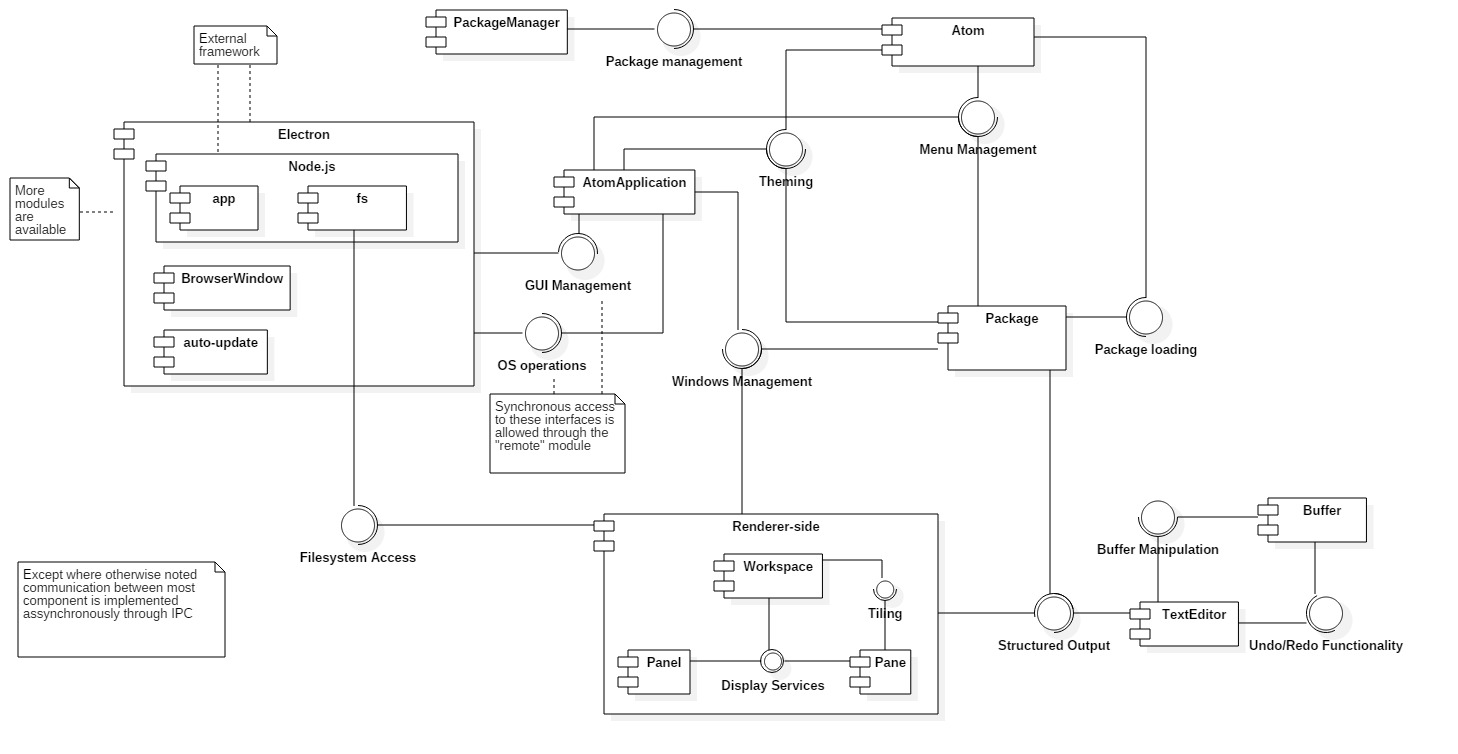 PackageManager
Package management
Atom
External
framework
Electron
Node.js
app
fs
More
modules
are
available
BrowserWindow
auto-update
AtomApplication
Theming
Menu Management
GUI Management
OS operations
Synchronous access
to these interfaces is
allowed through the
"remote" module
Windows Management
Package
Package loading
Filesystem Access
Except where otherwise noted
communication between most
component is implemented
assynchronously through IPC
Renderer-side
Workspace
Tiling
Panel
Pane
Display Services
Structured Output
Buffer Manipulation
Buffer
TextEditor
Undo/Redo Functionality